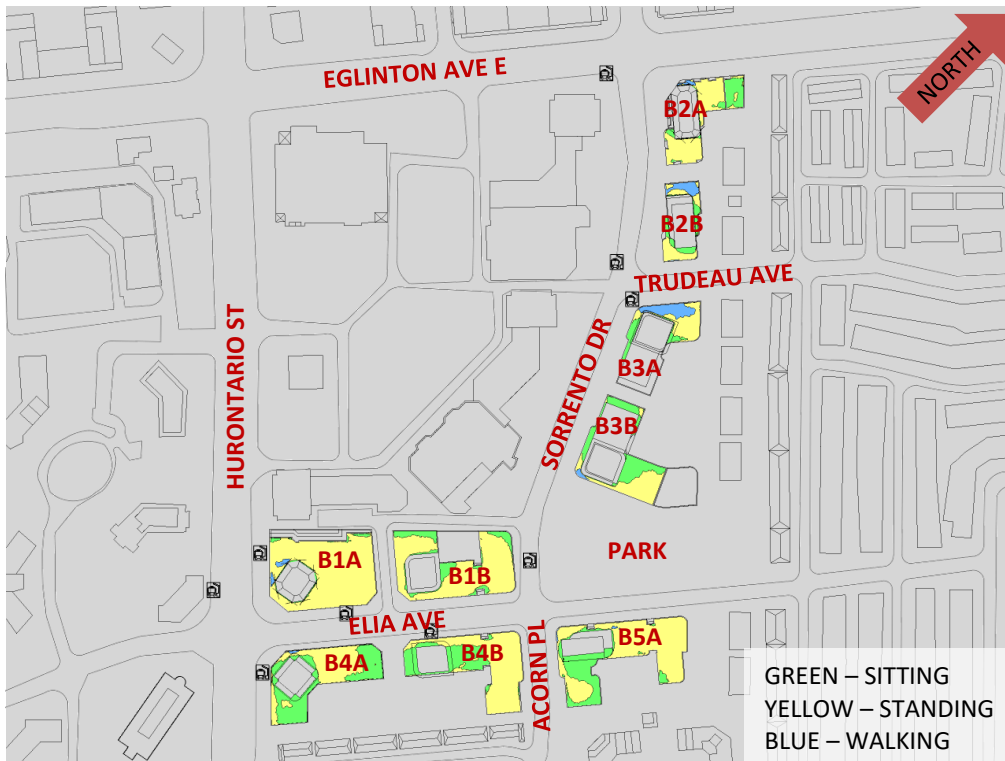 EGLINTON AVE E
NORTH
B2A
B2B
TRUDEAU AVE
HURONTARIO ST
SORRENTO DR
B3A
B3B
PARK
B1A
B1B
ELIA AVE
B4A
B4B
ACORN PL
B5A
GREEN – SITTING
YELLOW – STANDING
BLUE – WALKING